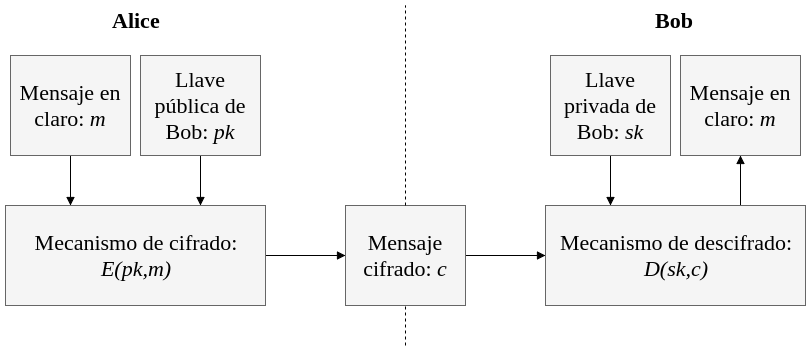 Alice
Bob
Mensaje en
claro: m
Llave
pública de
Bob: pk
Llave
privada de
Bob: sk
Mensaje en
claro: m
Mecanismo de cifrado:
E(pk,m)
Mensaje
cifrado: c
Mecanismo de descifrado:
D(sk,c)